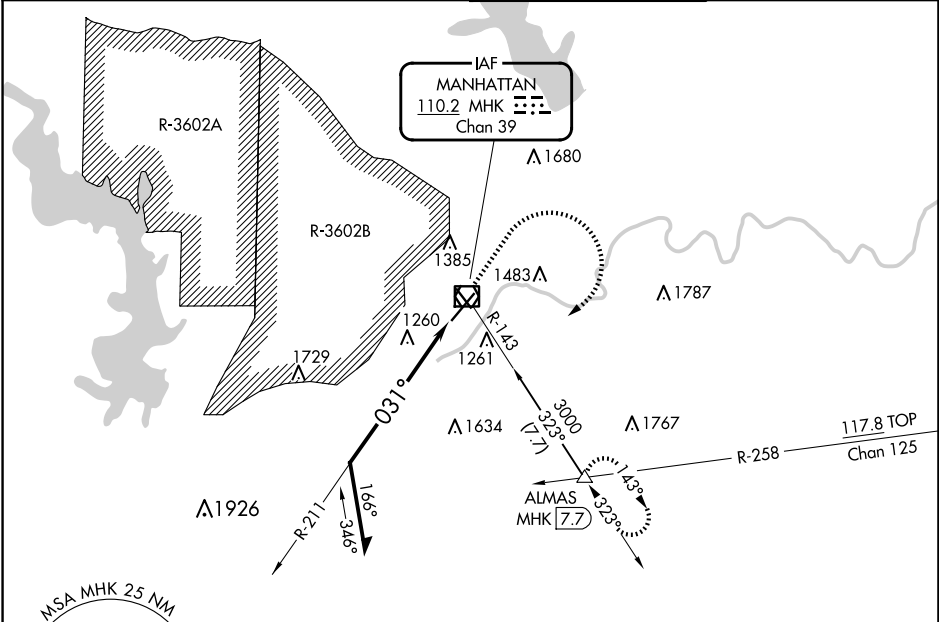 IAF
MANHATTAN
110.2 MHK
Chan 39
R-3602A
1680
R-3602B
1385
1483
1787
R-143
1260
1261
1729
031°
3000
323°
(7.7)
1634
1767
117.8 TOP
Chan 125
R-258
ALMAS
MHK 7.7
143°
323°
1926
R-211
166°
346°
MSA MHK 25 NM